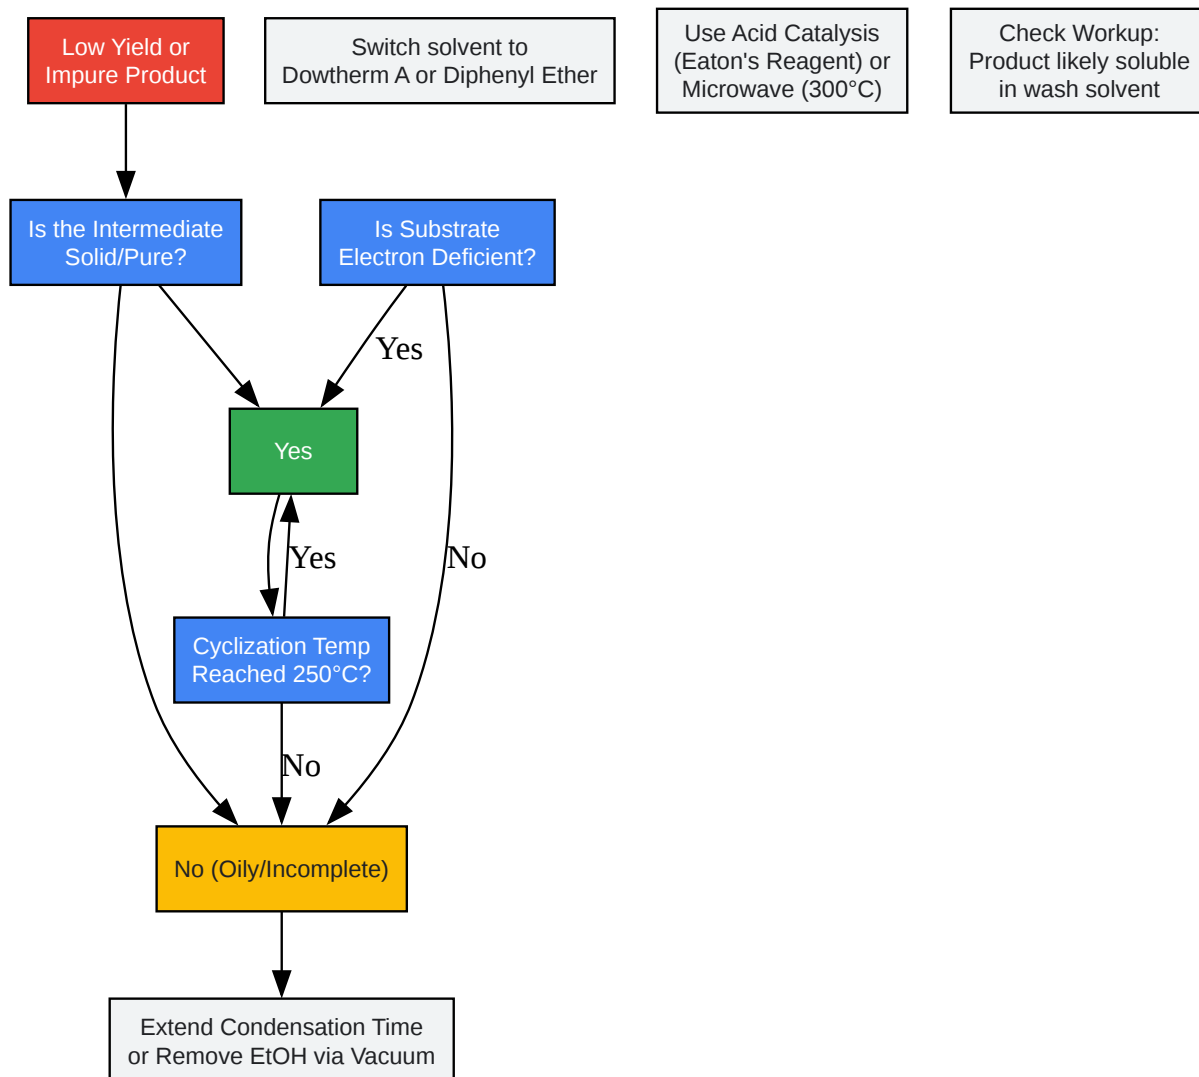 Low Yield or
Impure Product
Switch solvent to
Dowtherm A or Diphenyl Ether
Use Acid Catalysis
(Eaton's Reagent) or
Microwave (300°C)
Check Workup:
Product likely soluble
in wash solvent
Is the Intermediate
Solid/Pure?
Is Substrate
Electron Deficient?
Yes
Yes
Yes
No
Cyclization Temp
Reached 250°C?
No
No (Oily/Incomplete)
Extend Condensation Time
or Remove EtOH via Vacuum